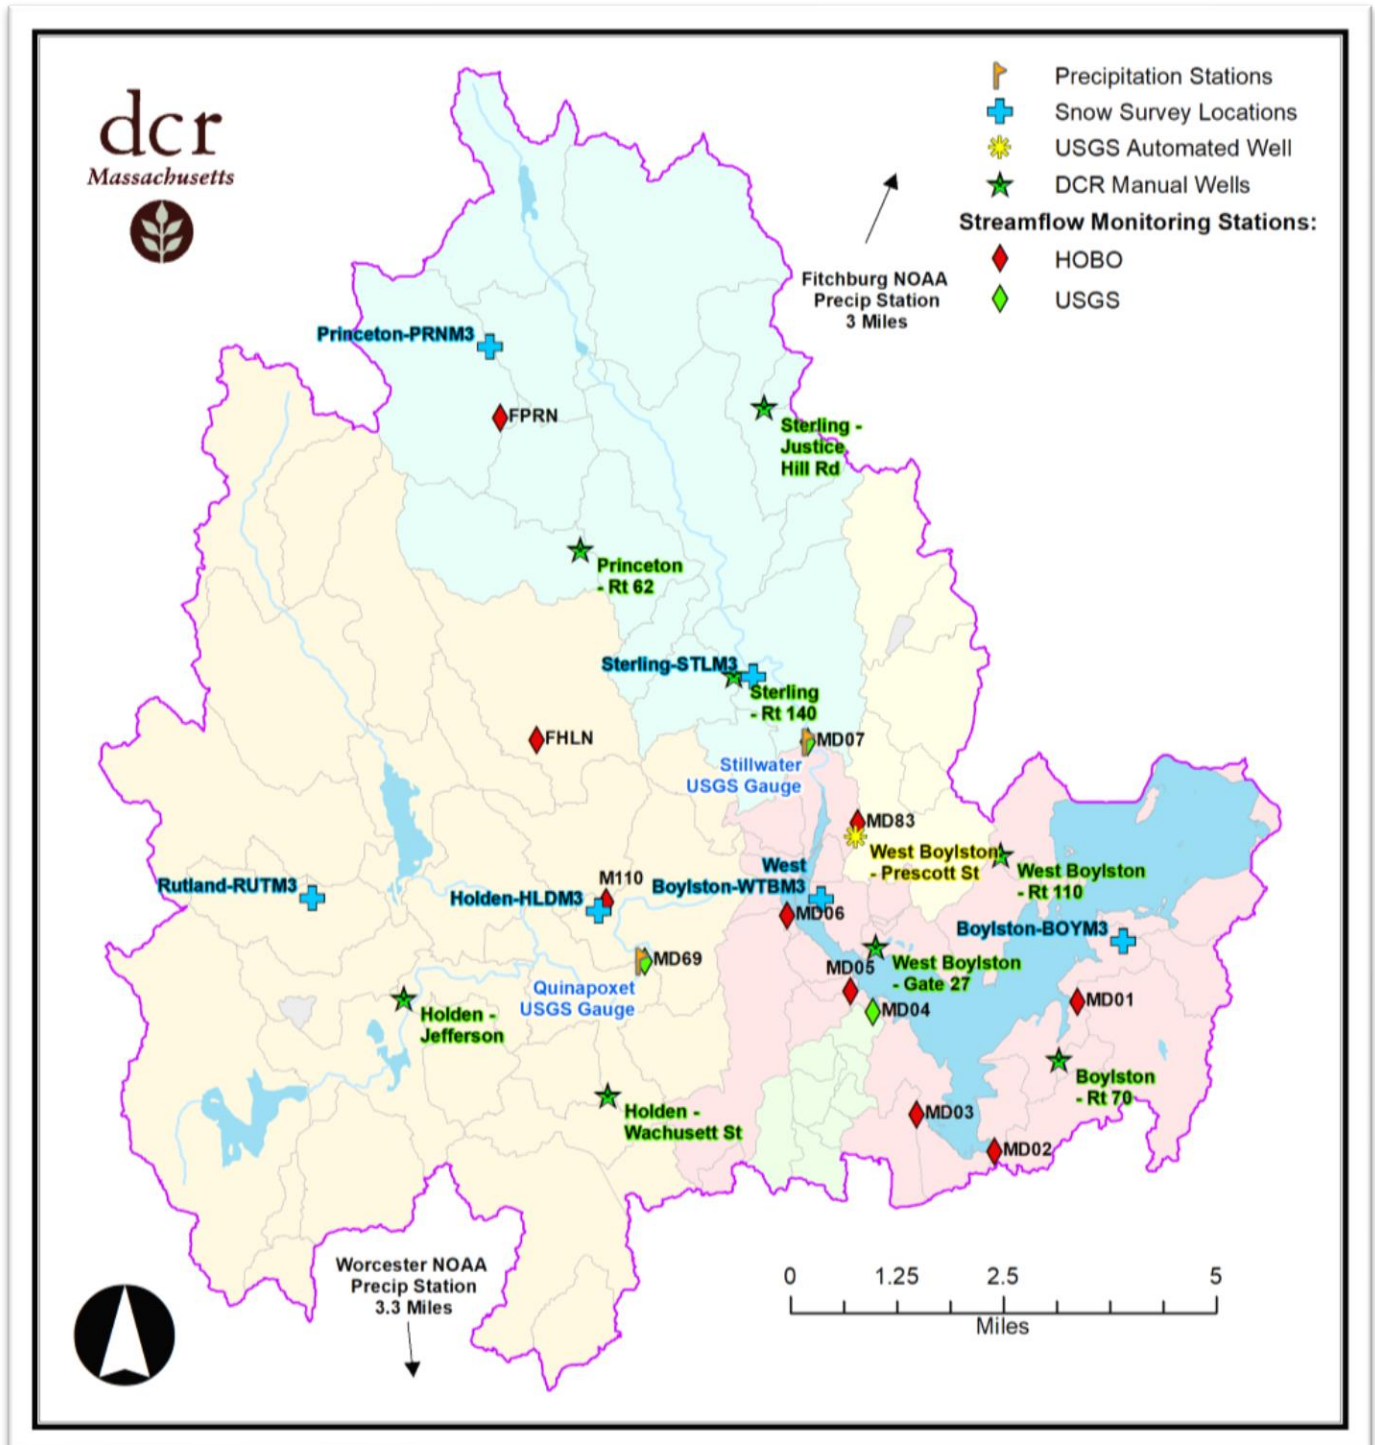 dcr
Massachusetts
Precipitation Stations
Snow Survey Locations
USGS Automated Well
DCR Manual Wells
Streamflow Monitoring Stations:
HOBO
USGS
Fitchburg NOAA
Precip Station
3 Miles
Princeton-PRNM3
FPRN
Sterling -
Justice
Hill Rd
Princeton
- Rt 62
Sterling-STLM3
Sterling
- Rt 140
FHLN
MD07
Stillwater
USGS Gauge
MD83
West Boylston
- Prescott St
West Boylston
- Rt 110
West
Boylston-WTBM3
Rutland-RUTM3
M110
Holden-HLDM3
MD06
Boylston-BOYM3
West Boylston
- Gate 27
MD69
MD05
Quinapoxet
USGS Gauge
MD04
MD01
Holden -
Jefferson
Boylston
- Rt 70
Holden -
Wachusett St
MD03
MD02
Worcester NOAA
Precip Station
3.3 Miles
0 1.25 2.5 5
Miles